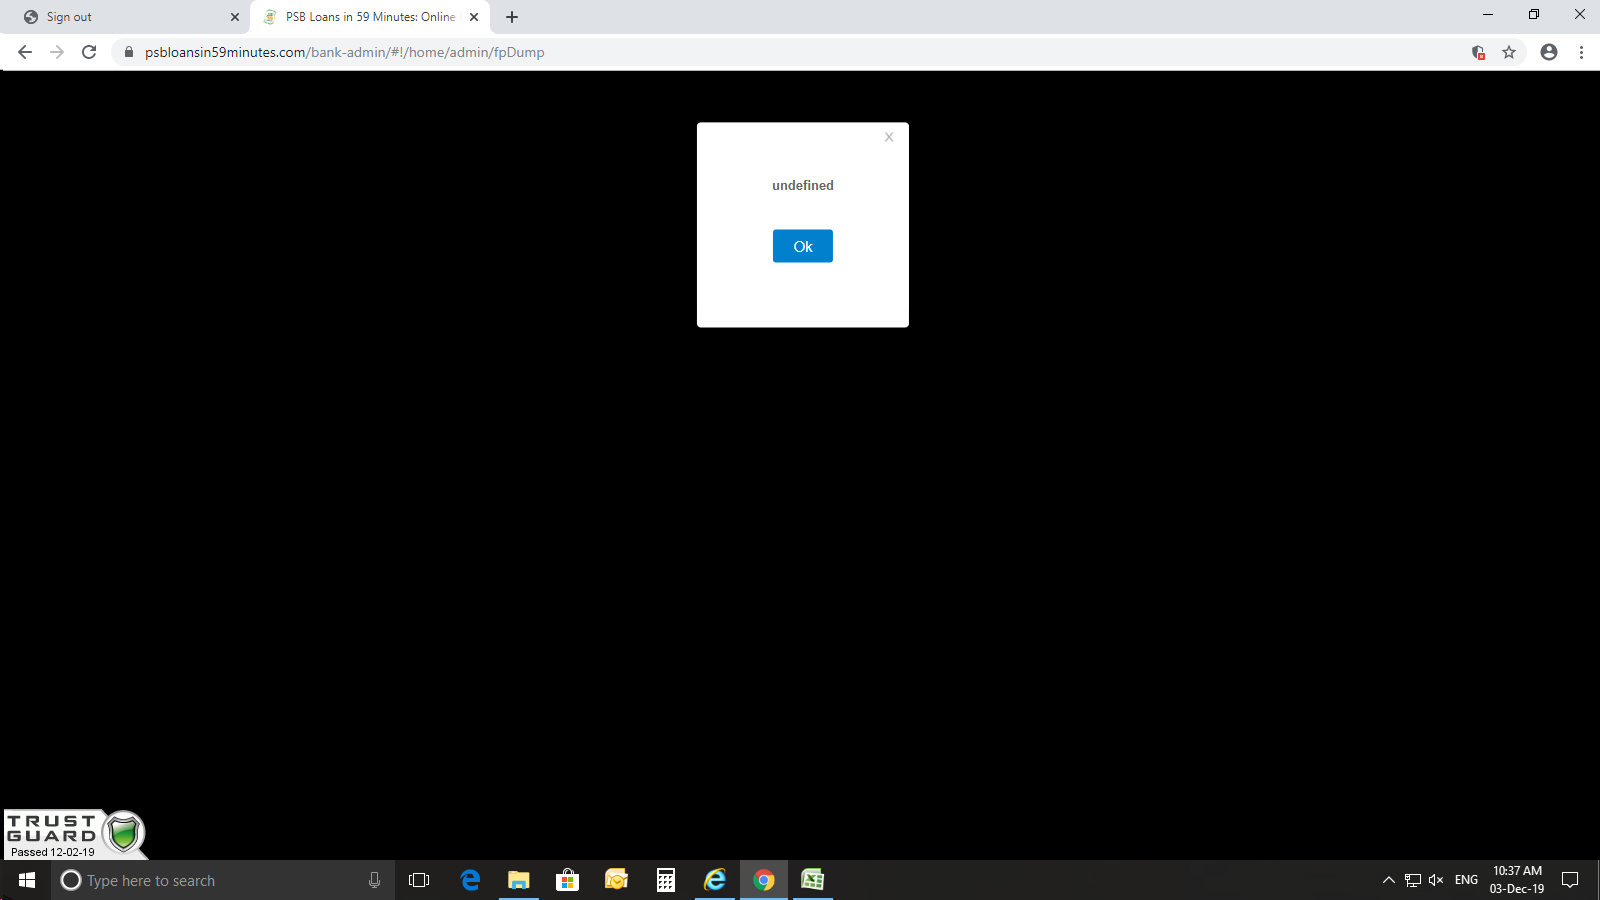 Sign out
PSB Loans in 59 Minutes: Online
psbloansin59minutes.com/bank-admin/#!/home/admin/fpDump
X
undefined
Ok
TRUST
GUARD
Passed 12-02-19
Type here to search
ENG
10:37 AM
03-Dec-19